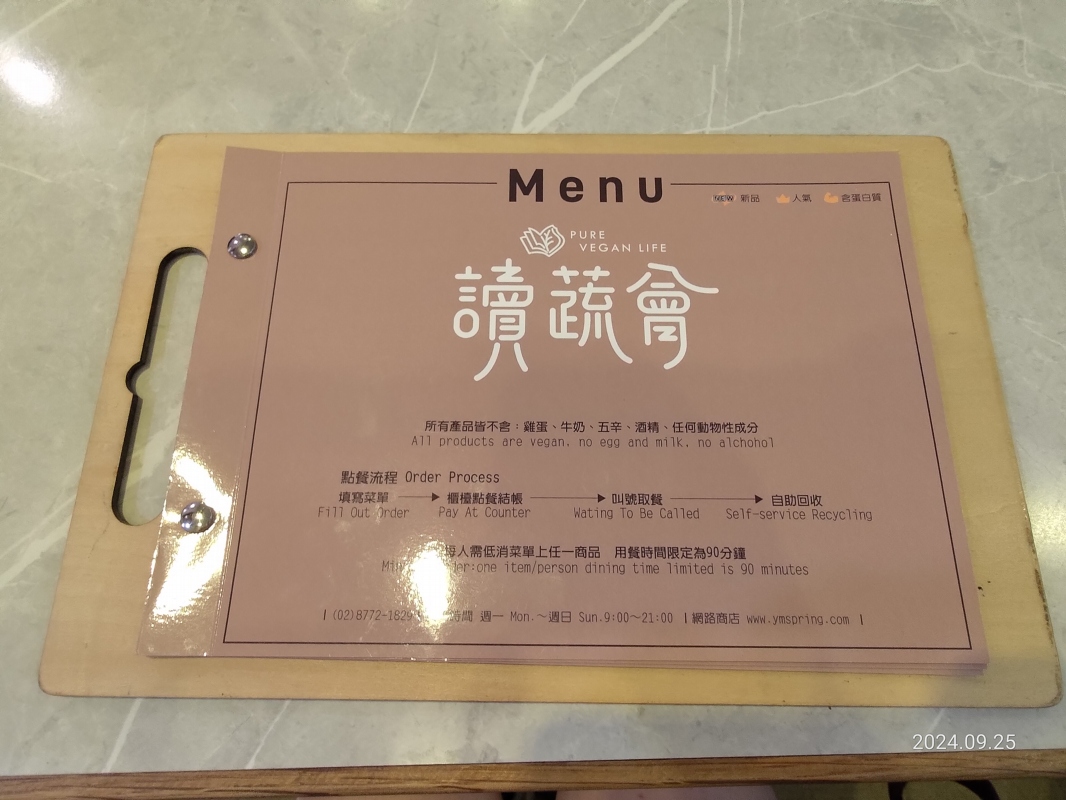 Menu
NEW 新品 人氣 含蛋白質
PURE
VEGAN LIFE
讀蔬會
所有產品皆不含：雞蛋、牛奶、五辛、酒精、任何動物性成分
All products are vegan. no egg and milk. no alchohol
點餐流程 Order Process
填寫菜單 櫃檯點餐結帳 叫號取餐 自助回收
Fill Out Order Pay At Counter Wating To Be Called Self-service Recycling
每人需低消菜單上任一商品 用餐時間限定為90分鐘
one item/person dining time limited is 90 minutes
(02)8772-1829 時間 週一 Mon.～週日 Sun.9:00～21:00 | 網路商店 www.ymspring.com |
2024.09.25